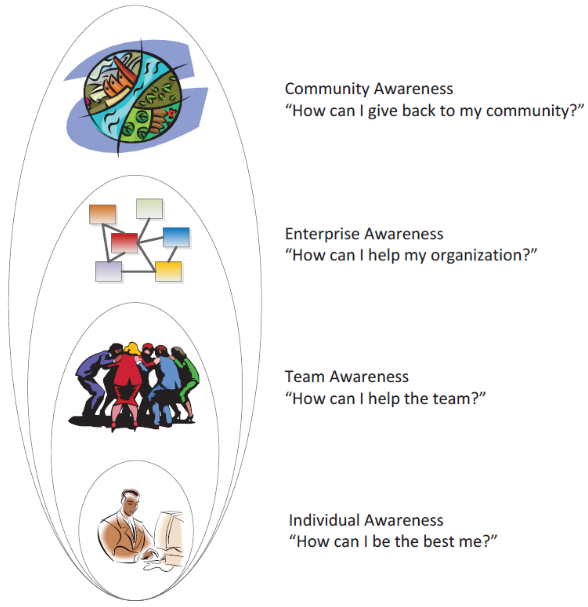 Community Awareness
“How can I give back to my community?”
Enterprise Awareness
“How can I help my organization?”
Team Awareness
“How can I help the team?”
Individual Awareness
“How can I be the best me?”